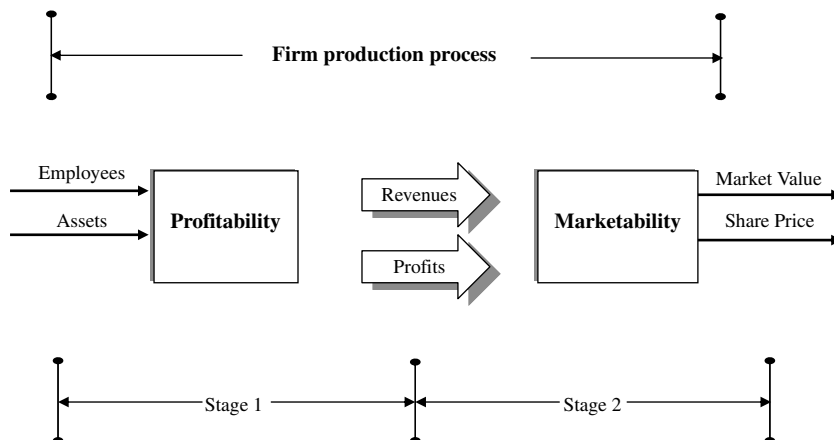 Firm production process
Employees
Assets
Profitability
Revenues
Profits
Marketability
Market Value
Share Price
Stage 1
Stage 2